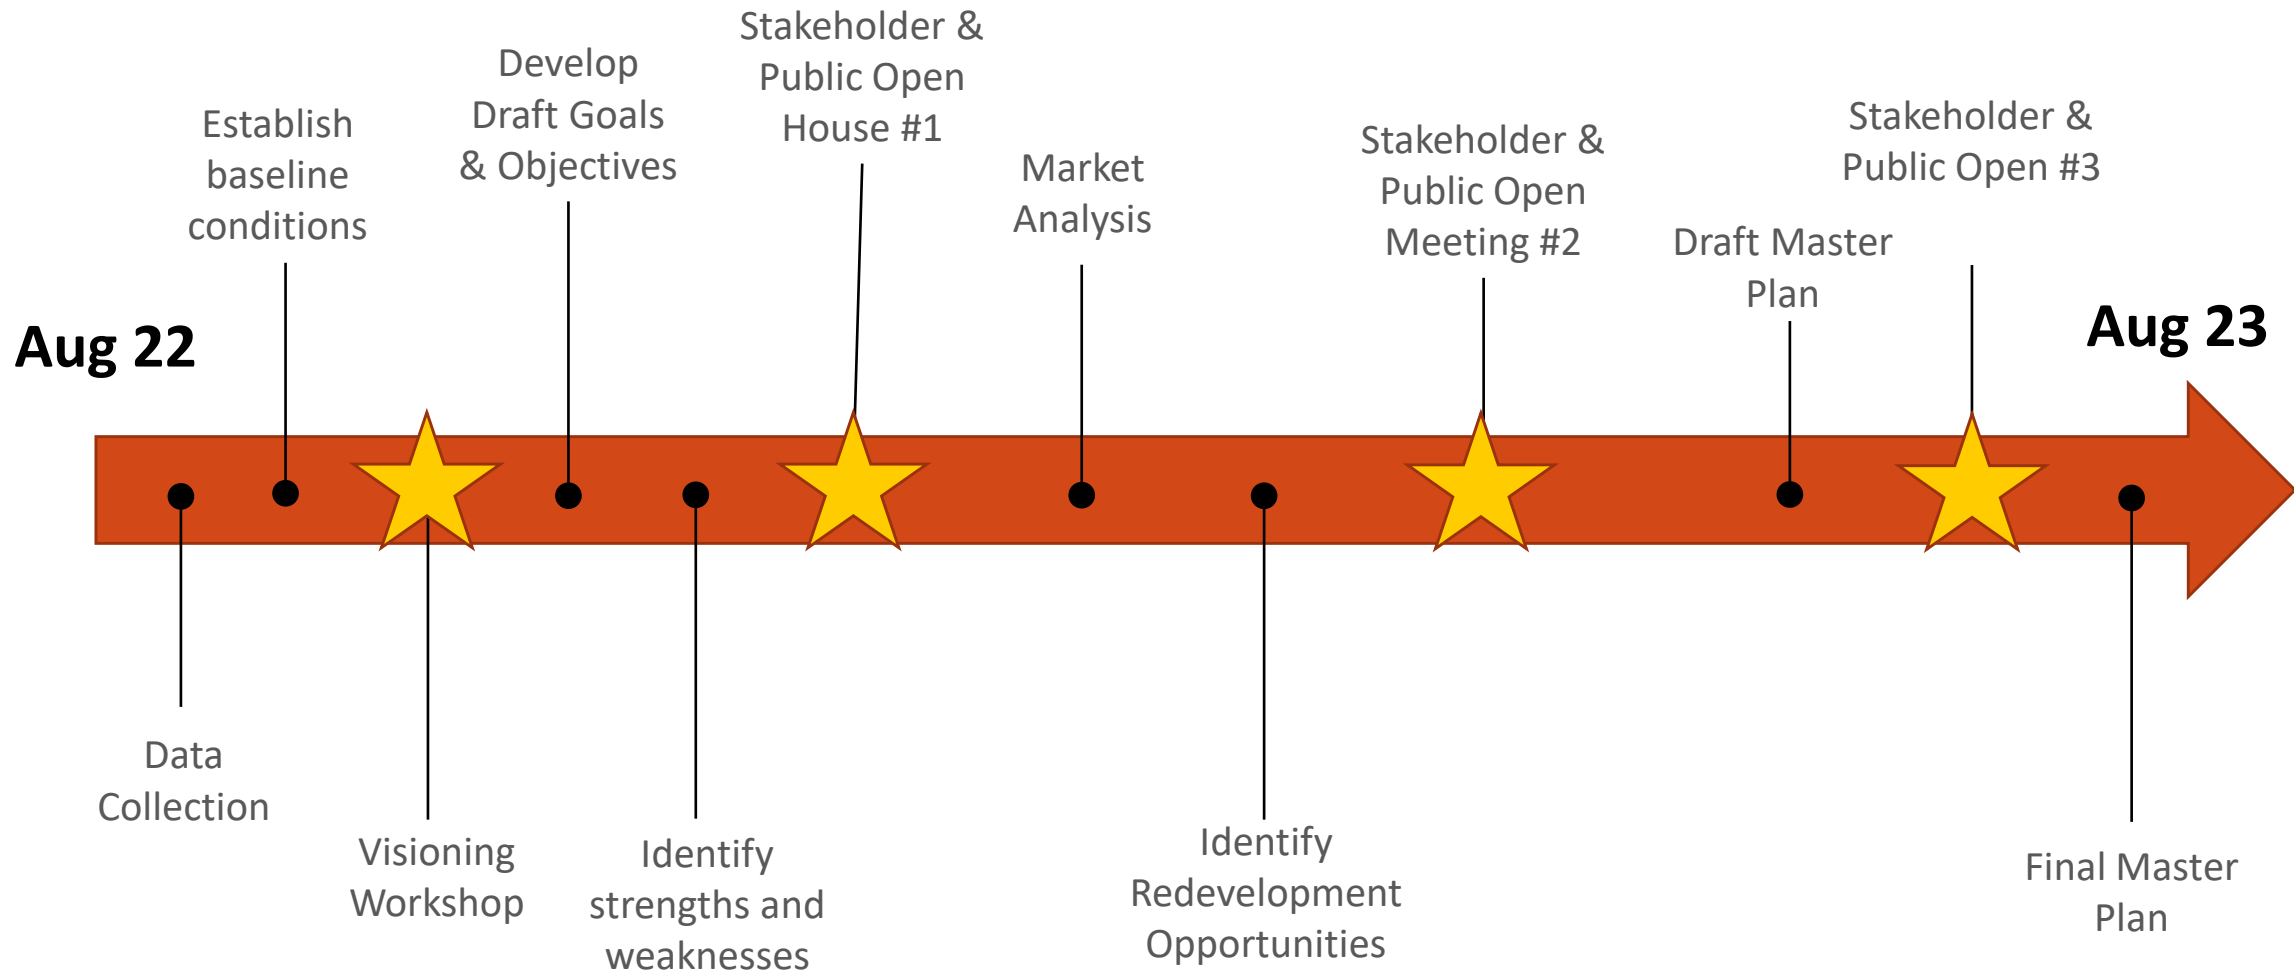 Aug 22
Establish
baseline
conditions
Develop
Draft Goals
& Objectives
Stakeholder &
Public Open
House #1
Market
Analysis
Stakeholder &
Public Open
Meeting #2
Draft Master
Plan
Stakeholder &
Public Open #3
Aug 23
Data
Collection
Visioning
Workshop
Identify
strengths and
weaknesses
Identify
Redevelopment
Opportunities
Final Master
Plan